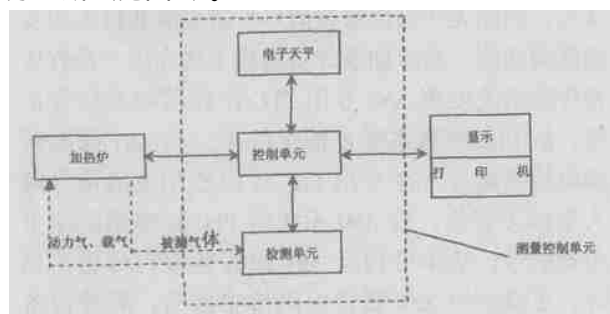 电子天平
加热炉
控制单元
显示
打 印 机
动力气、载气
被测气体
检测单元
测量控制单元